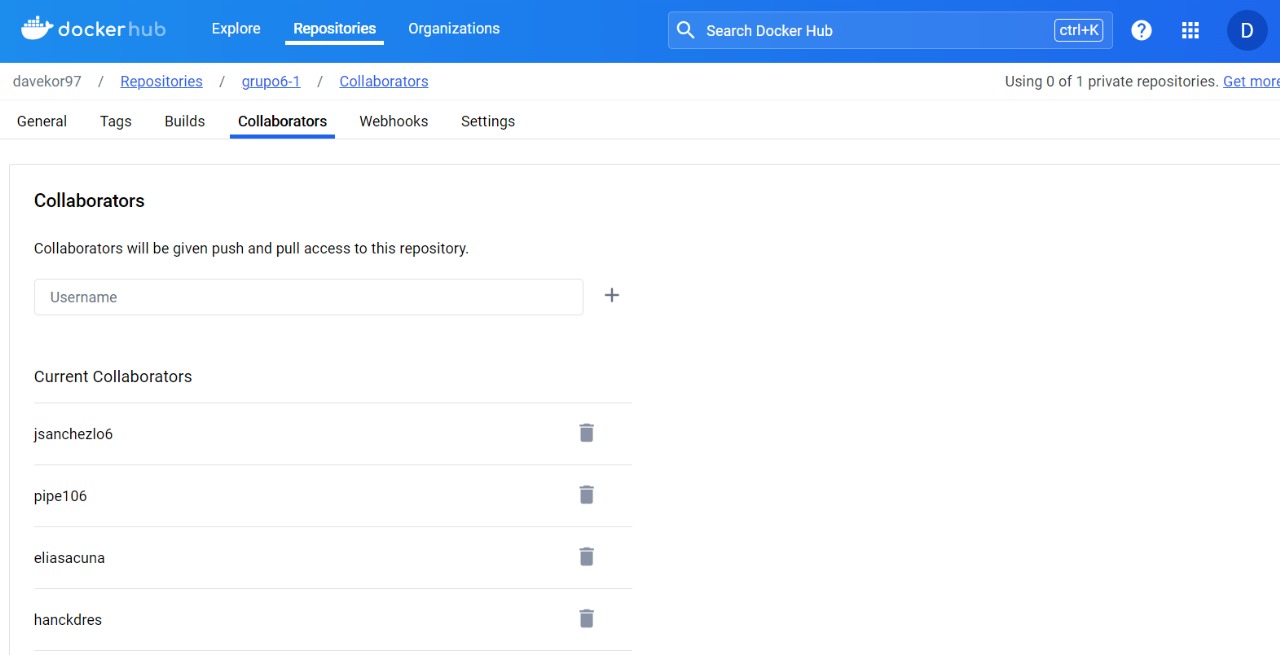 dockerhub Explore Repositories Organizations Search Docker Hub ctrl+K ? D
davekor97 / Repositories / grupo6-1 / Collaborators Using 0 of 1 private repositories. Get more
General Tags Builds Collaborators Webhooks Settings
Collaborators
Collaborators will be given push and pull access to this repository.
Username +
Current Collaborators
jsanchezlo6
pipe106
eliasacuna
hanckdres